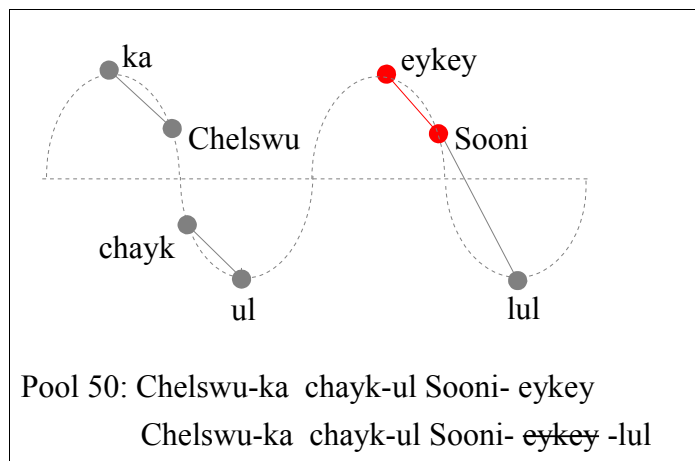 ka
eykey
Chelswu
Sooni
chayk
ul
lul
Pool 50: Chelswu-ka chayk-ul Sooni- eykey
Chelswu-ka chayk-ul Sooni- eykey -lul